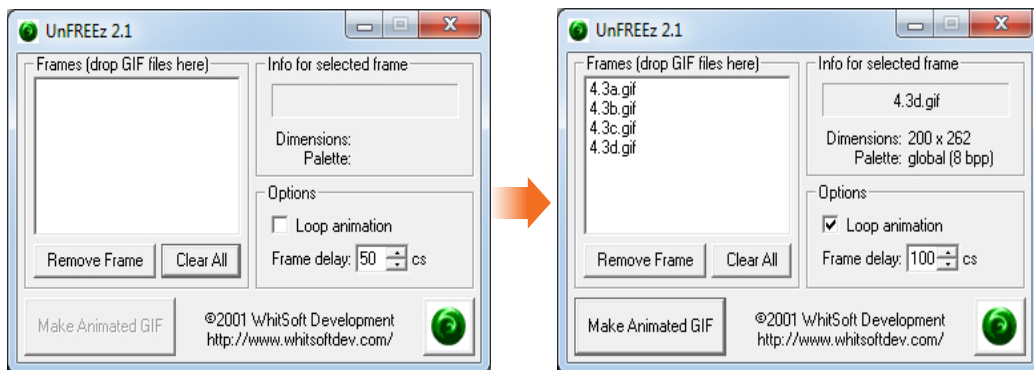 UnFREEz 2.1
Frames (drop GIF files here)
Info for selected frame
Dimensions:
Palette:
Options
Loop animation
Remove Frame
Clear All
Frame delay: 50 cs
Make Animated GIF
©2001 WhitSoft Development
http://www.whitsoftdev.com/
UnFREEz 2.1
Frames (drop GIF files here)
4.3a.gif
4.3b.gif
4.3c.gif
4.3d.gif
Info for selected frame
4.3d.gif
Dimensions: 200 x 262
Palette: global (8 bpp)
Options
Loop animation
Remove Frame
Clear All
Frame delay: 100 cs
Make Animated GIF
©2001 WhitSoft Development
http://www.whitsoftdev.com/